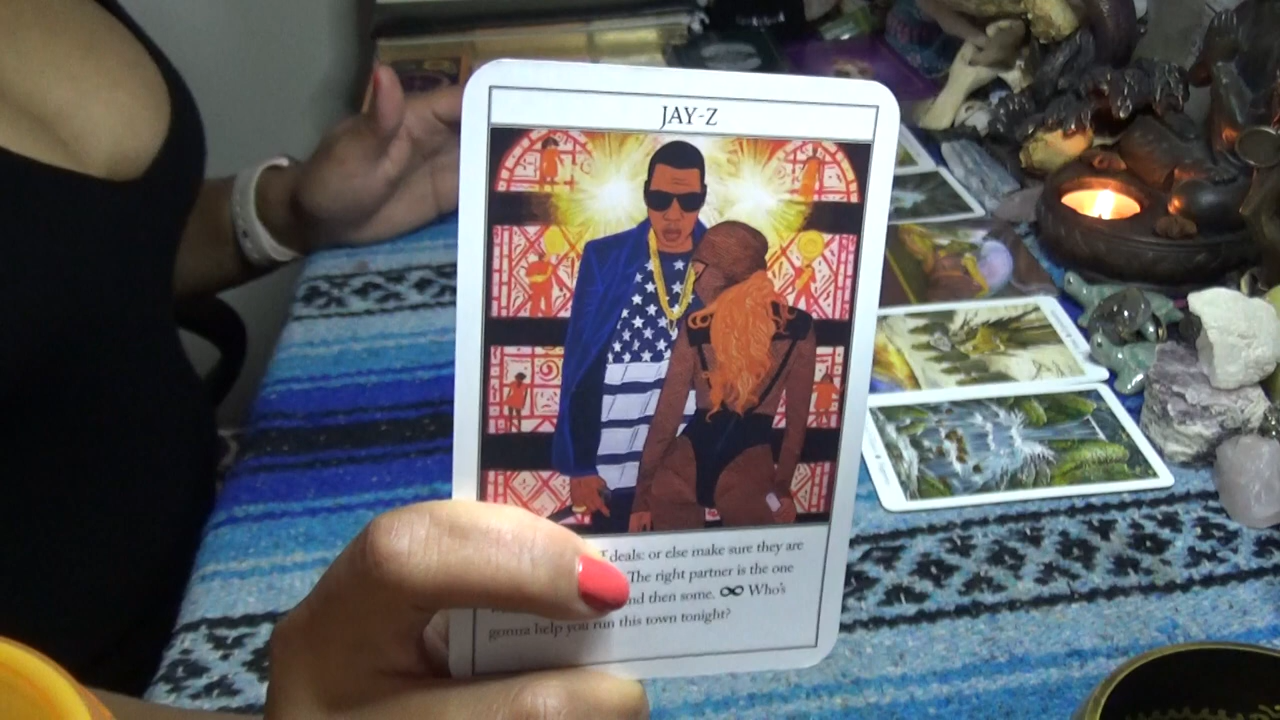 JAY-Z
deals: or else make sure they are
The right partner is the one
nd then some. ∞ Who's
gonna help you run this town tonight?